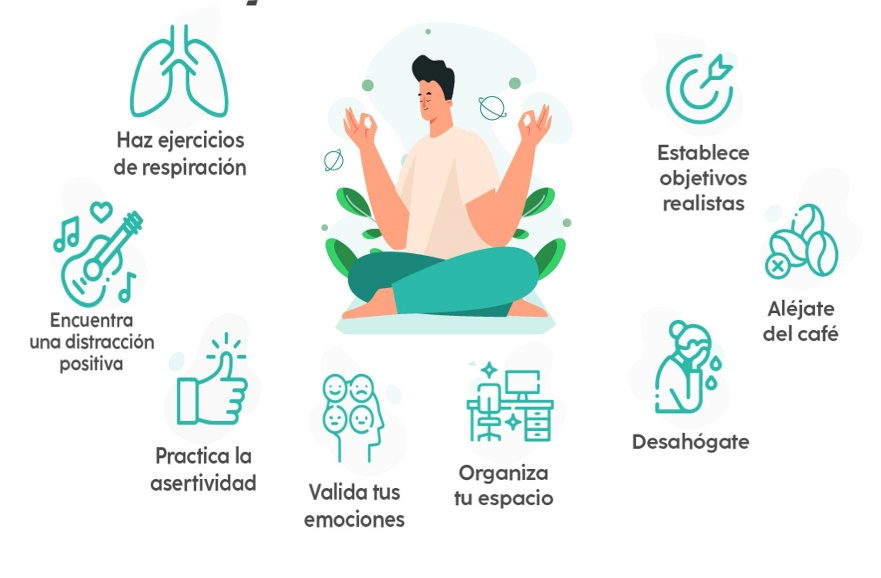 Haz ejercicios
de respiración
Encuentra
una distracción
positiva
Practica la
asertividad
Valida tus
emociones
Organiza
tu espacio
Desahógate
Aléjate
del café
Establece
objetivos
realistas